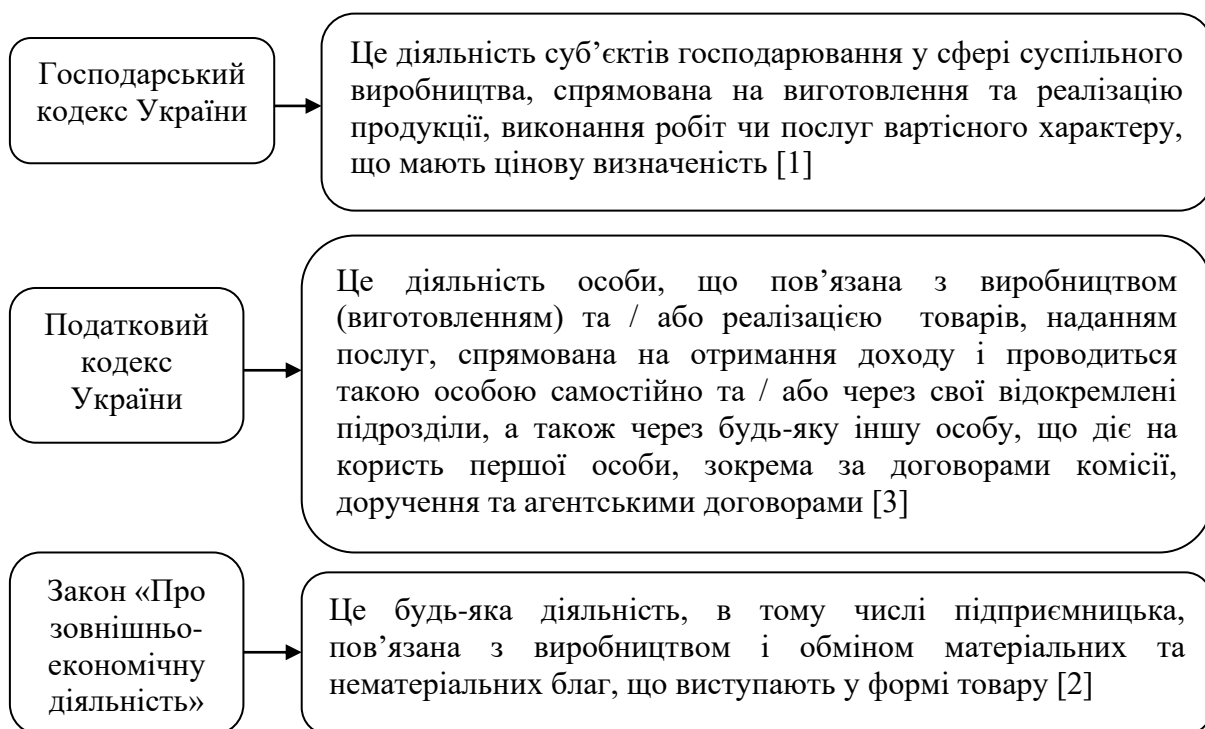 Господарський
кодекс України
Це діяльність суб’єктів господарювання у сфері суспільного
виробництва, спрямована на виготовлення та реалізацію
продукції, виконання робіт чи послуг вартісного характеру,
що мають цінову визначеність [1]
Податковий
кодекс
України
Це діяльність особи, що пов’язана з виробництвом
(виготовленням) та / або реалізацією товарів, наданням
послуг, спрямована на отримання доходу і проводиться
такою особою самостійно та / або через свої відокремлені
підрозділи, а також через будь-яку іншу особу, що діє на
користь першої особи, зокрема за договорами комісії,
доручення та агентськими договорами [3]
Закон «Про
зовнішньо-
економічну
діяльність»
Це будь-яка діяльність, в тому числі підприємницька,
пов’язана з виробництвом і обміном матеріальних та
нематеріальних благ, що виступають у формі товару [2]